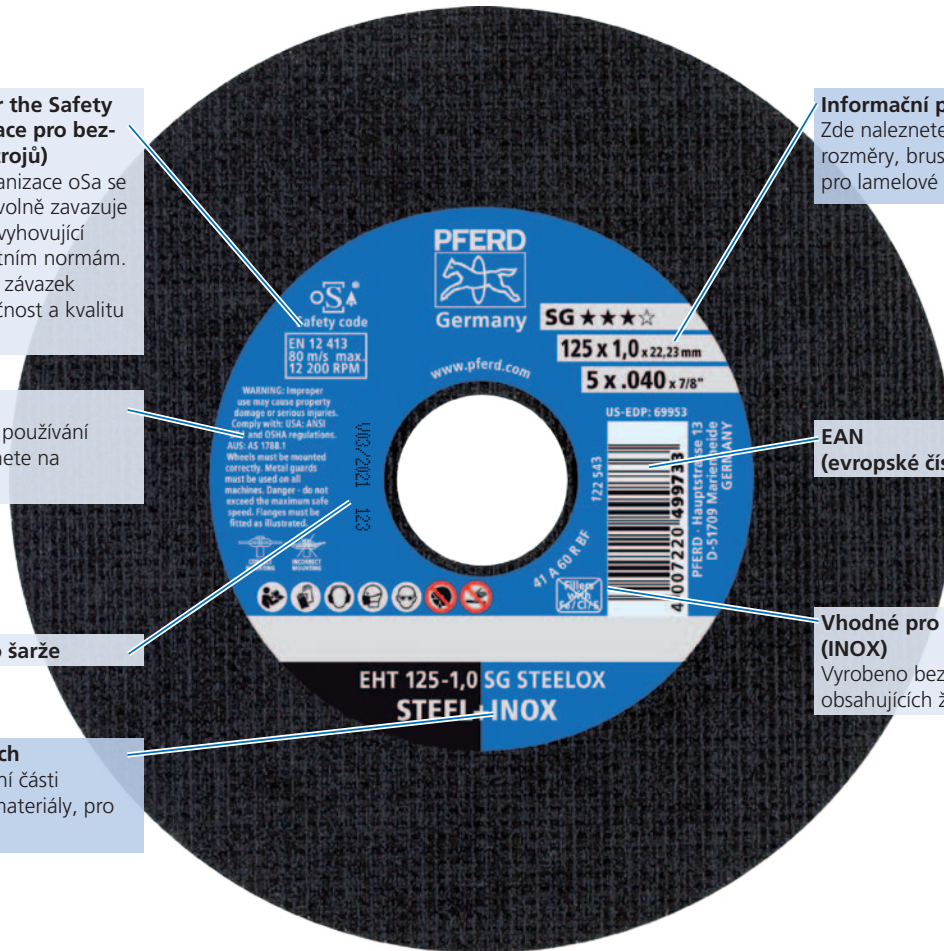 r the Safety
ace pro bez-
trojů)
anizace oSa se
volně zavazuje
vyhovující
tním normám.
závazek
čnost a kvalitu
používání
nete na
o šarže
ch
ní části
materiály, pro
oSa
Safety code
EN 12 413
80 m/s max.
12 200 RPM
WARNING: Improper
use may cause property
damage or serious injuries.
Comply with: USA: ANSI
and OSHA regulations.
AUS: AS 1788.1
Wheels must be mounted
correctly. Metal guards
must be used on all
machines. Danger - do not
exceed the maximum safe
speed. Flanges must be
fitted as illustrated.
INCORRECT
MOUNTING
V03/2021 123
PFERD
Germany
www.pferd.com
SG ★★★☆
125 x 1,0 x 22,23 mm
5 x .040 x 7/8"
US-EDP: 69953
122 543
4 007220 499733
PFERD · Hauptstrasse 13
D-51709 Marienheide
GERMANY
41 A 60 R BF
Fillers
with
Fe/Cl/S
EHT 125-1,0 SG STEELOX
STEEL+INOX
Informační p
Zde naleznete
rozměry, brus
pro lamelové
EAN
(evropské čís
Vhodné pro
(INOX)
Vyrobeno bez
obsahujících ž